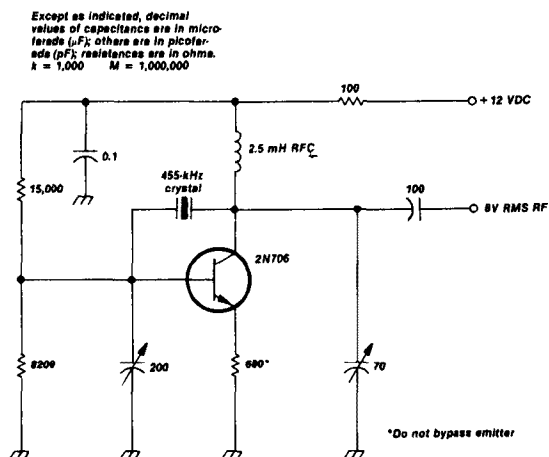 Except as indicated, decimal
values of capacitance are in micro-
farads (µF); others are in picofar-
ads (pF); resistances are in ohms.
k = 1,000 M = 1,000,000
100
+ 12 VDC
2.5 mH RFC
0.1
455-kHz
crystal
15,000
100
8V RMS RF
2N706
8200
200
680*
70
*Do not bypass emitter